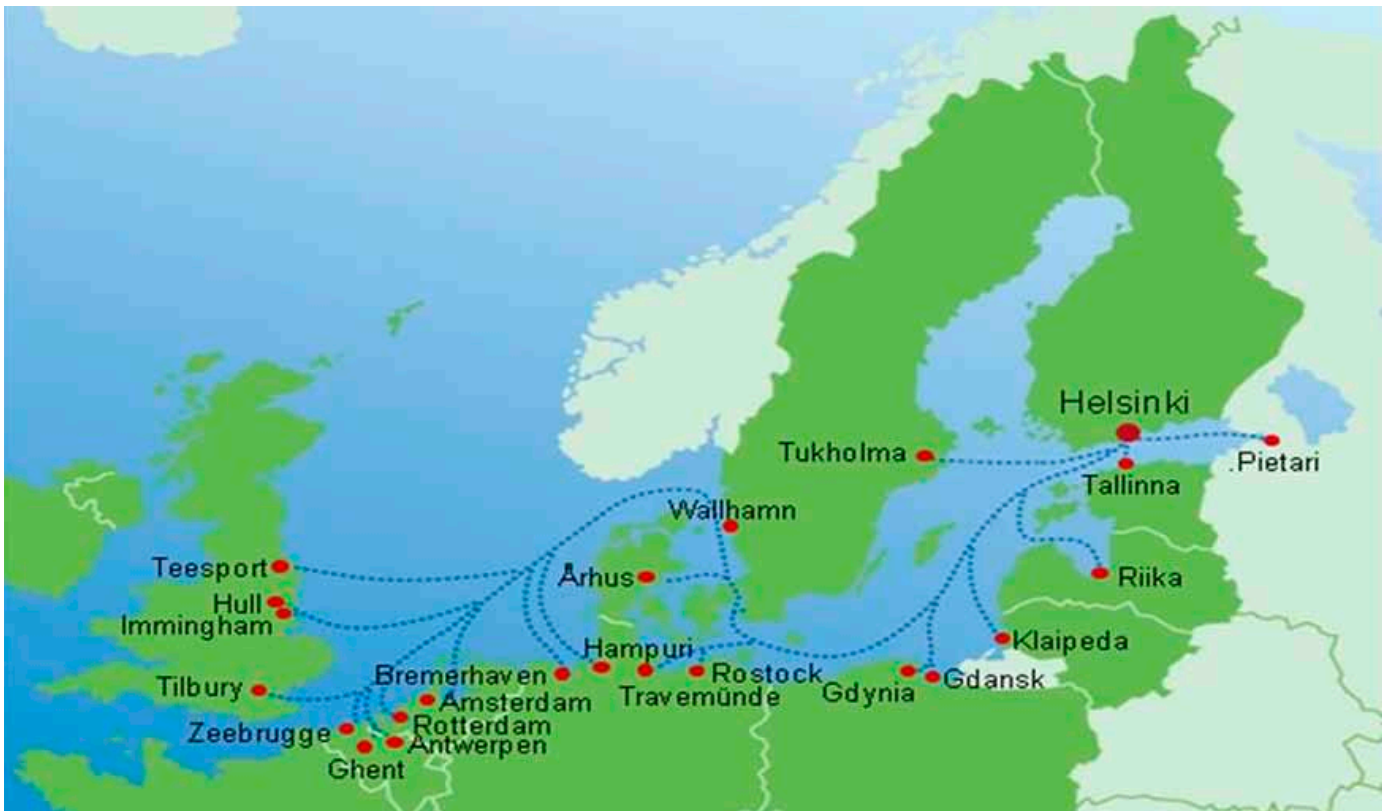 Helsinki
Tukholma
.Pietari
Tallinna
Wallhamn
Teesport
Århus
Riika
Hull
Immingham
Klaipeda
Hampuri
Bremerhaven
Rostock
Gdynia
Gdansk
Tilbury
Travemünde
Amsterdam
Zeebrugge
Rotterdam
Antwerpen
Ghent